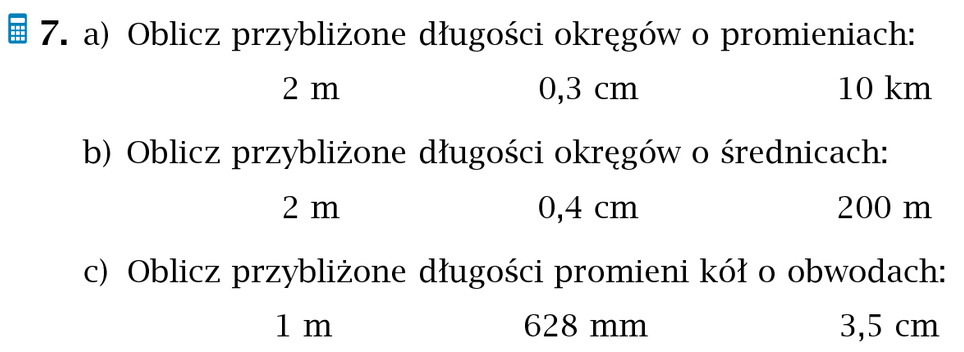 7. a) Oblicz przybliżone długości okręgów o promieniach:
2 m 0,3 cm 10 km
b) Oblicz przybliżone długości okręgów o średnicach:
2 m 0,4 cm 200 m
c) Oblicz przybliżone długości promieni kół o obwodach:
1 m 628 mm 3,5 cm